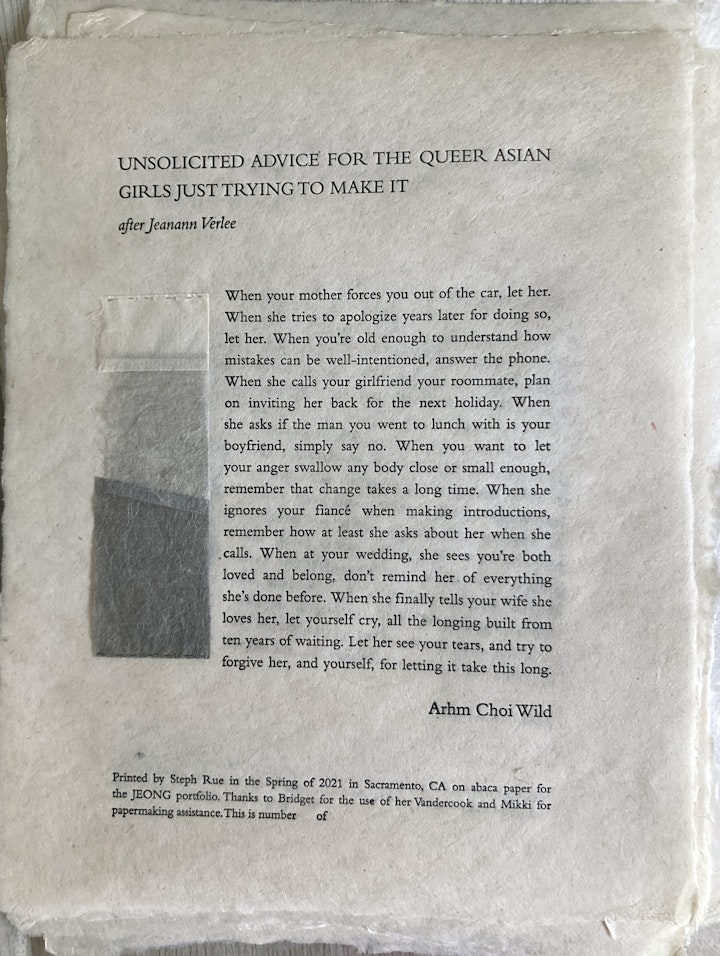 UNSOLICITED ADVICE FOR THE QUEER ASIAN
GIRLS JUST TRYING TO MAKE IT
after Jeanann Verlee
When your mother forces you out of the car, let her.
When she tries to apologize years later for doing so,
let her. When you're old enough to understand how
mistakes can be well-intentioned, answer the phone.
When she calls your girlfriend your roommate, plan
on inviting her back for the next holiday. When
she asks if the man you went to lunch with is your
boyfriend, simply say no. When you want to let
your anger swallow any body close or small enough,
remember that change takes a long time. When she
ignores your fiancé when making introductions,
remember how at least she asks about her when she
calls. When at your wedding, she sees you're both
loved and belong, don't remind her of everything
she's done before. When she finally tells your wife she
loves her, let yourself cry, all the longing built from
ten years of waiting. Let her see your tears, and try to
forgive her, and yourself, for letting it take this long.
Arhm Choi Wild
Printed by Steph Rue in the Spring of 2021 in Sacramento, CA on abaca paper for
the JEONG portfolio. Thanks to Bridget for the use of her Vandercook and Mikki for
papermaking assistance. This is number of